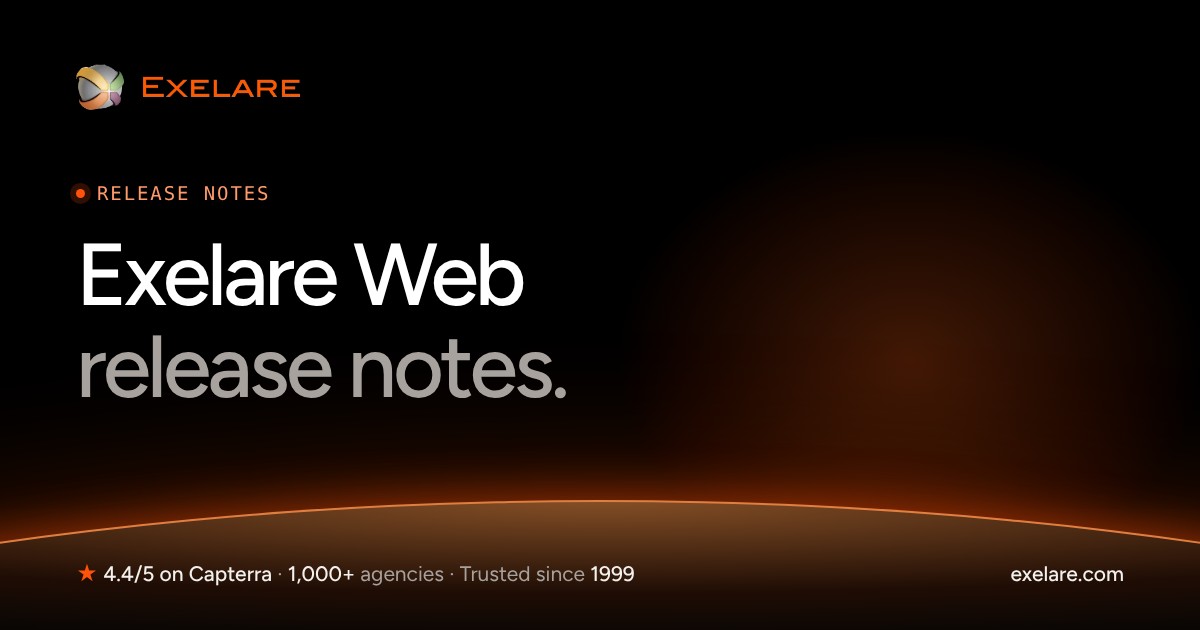 EXELARE
RELEASE NOTES
Exelare Web
release notes.
★ 4.4/5 on Capterra · 1,000+ agencies · Trusted since 1999
exelare.com